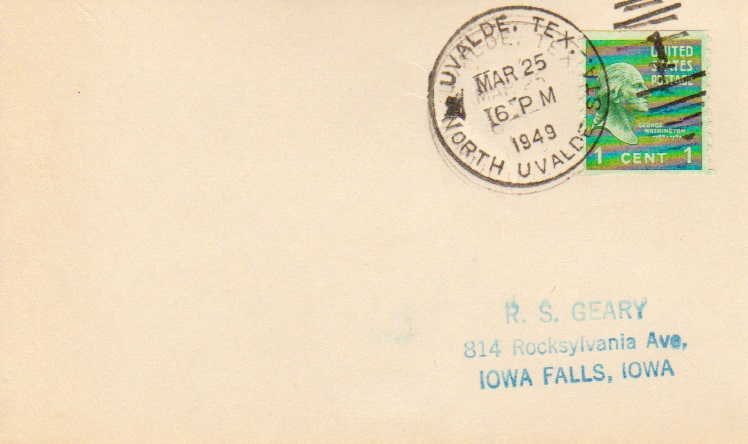 UVALDE, TEX.
MAR 25
6 PM
1949
NORTH UVALDE STA.
1
UNITED
STATES
POSTAGE
GEORGE
WASHINGTON
1 CENT 1
R. S. GEARY
814 Rocksylvania Ave,
IOWA FALLS, IOWA